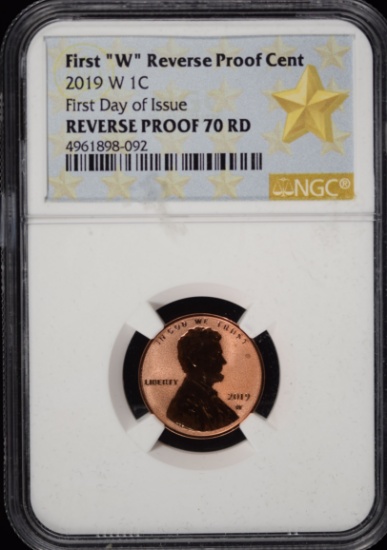 First "W" Reverse Proof Cent
2019 W 1C
First Day of Issue
REVERSE PROOF 70 RD
4961898-092
NGC®
IN GOD WE TRUST
LIBERTY
2019
W